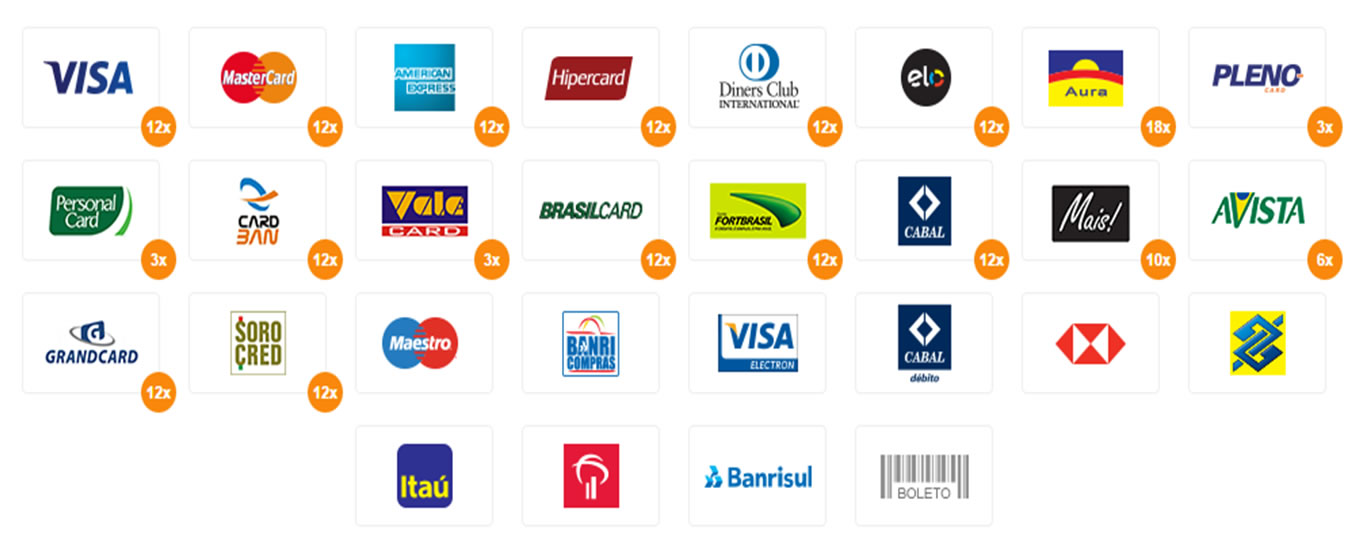 VISA
12x
MasterCard
12x
AMERICAN
EXPRESS
12x
Hipercard
12x
Diners Club
INTERNATIONAL
12x
elo
12x
Aura
18x
PLENO
CARD
3x
Personal
Card
3x
CARD
BAN
12x
Vale
CARD
3x
BRASILCARD
12x
FORTBRASIL
12x
CABAL
12x
Mais!
10x
AVISTA
6x
G
GRANDCARD
12x
SORO
CRED
12x
Maestro
BANRI
COMPRAS
VISA
ELECTRON
CABAL
débito
Itaú
Banrisul
BOLETO